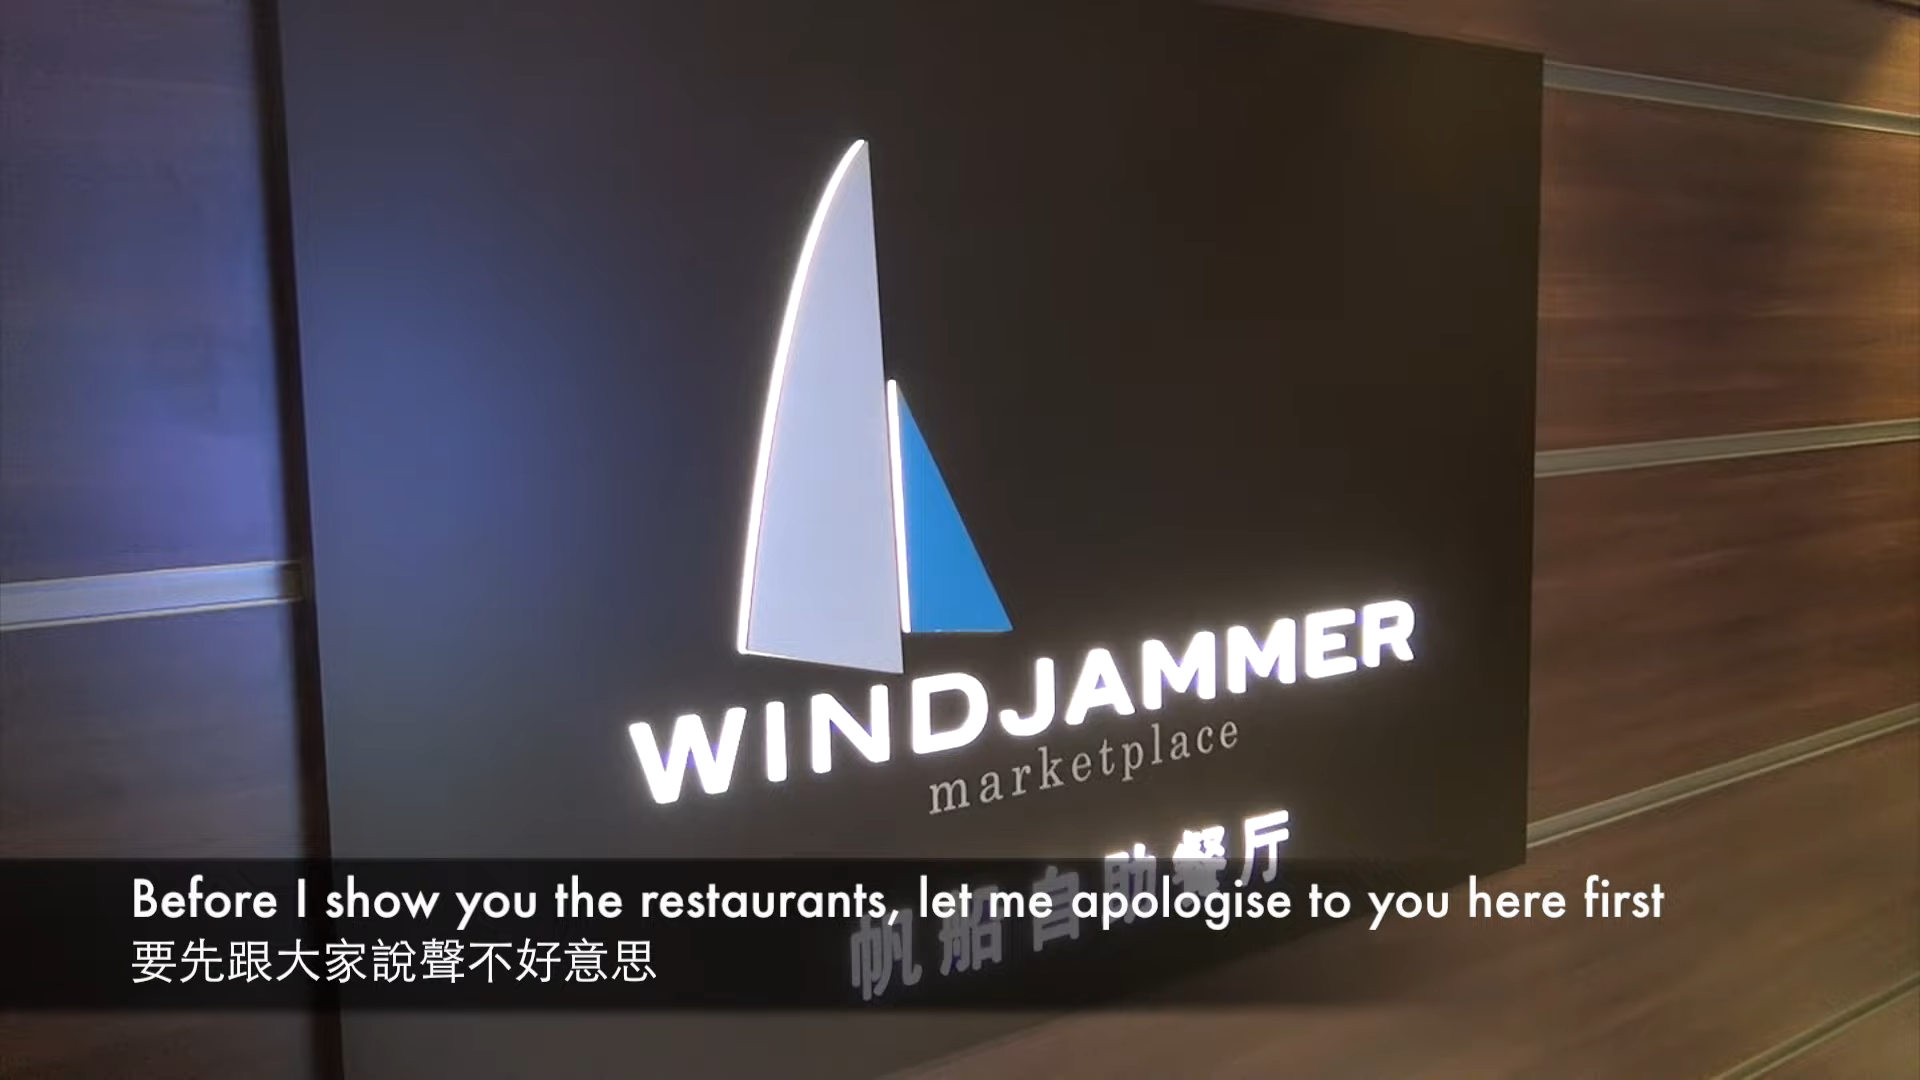 WINDJAMMER
marketplace
帆船自助餐厅
Before I show you the restaurants, let me apologise to you here first
要先跟大家說聲不好意思